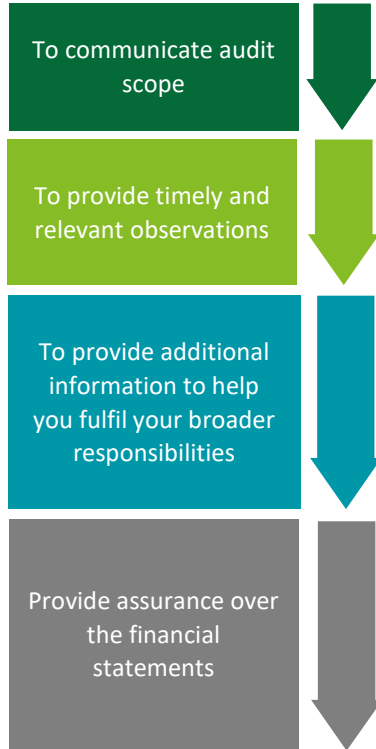 To communicate audit
scope
To provide timely and
relevant observations
To provide additional
information to help
you fulfil your broader
responsibilities
Provide assurance over
the financial
statements